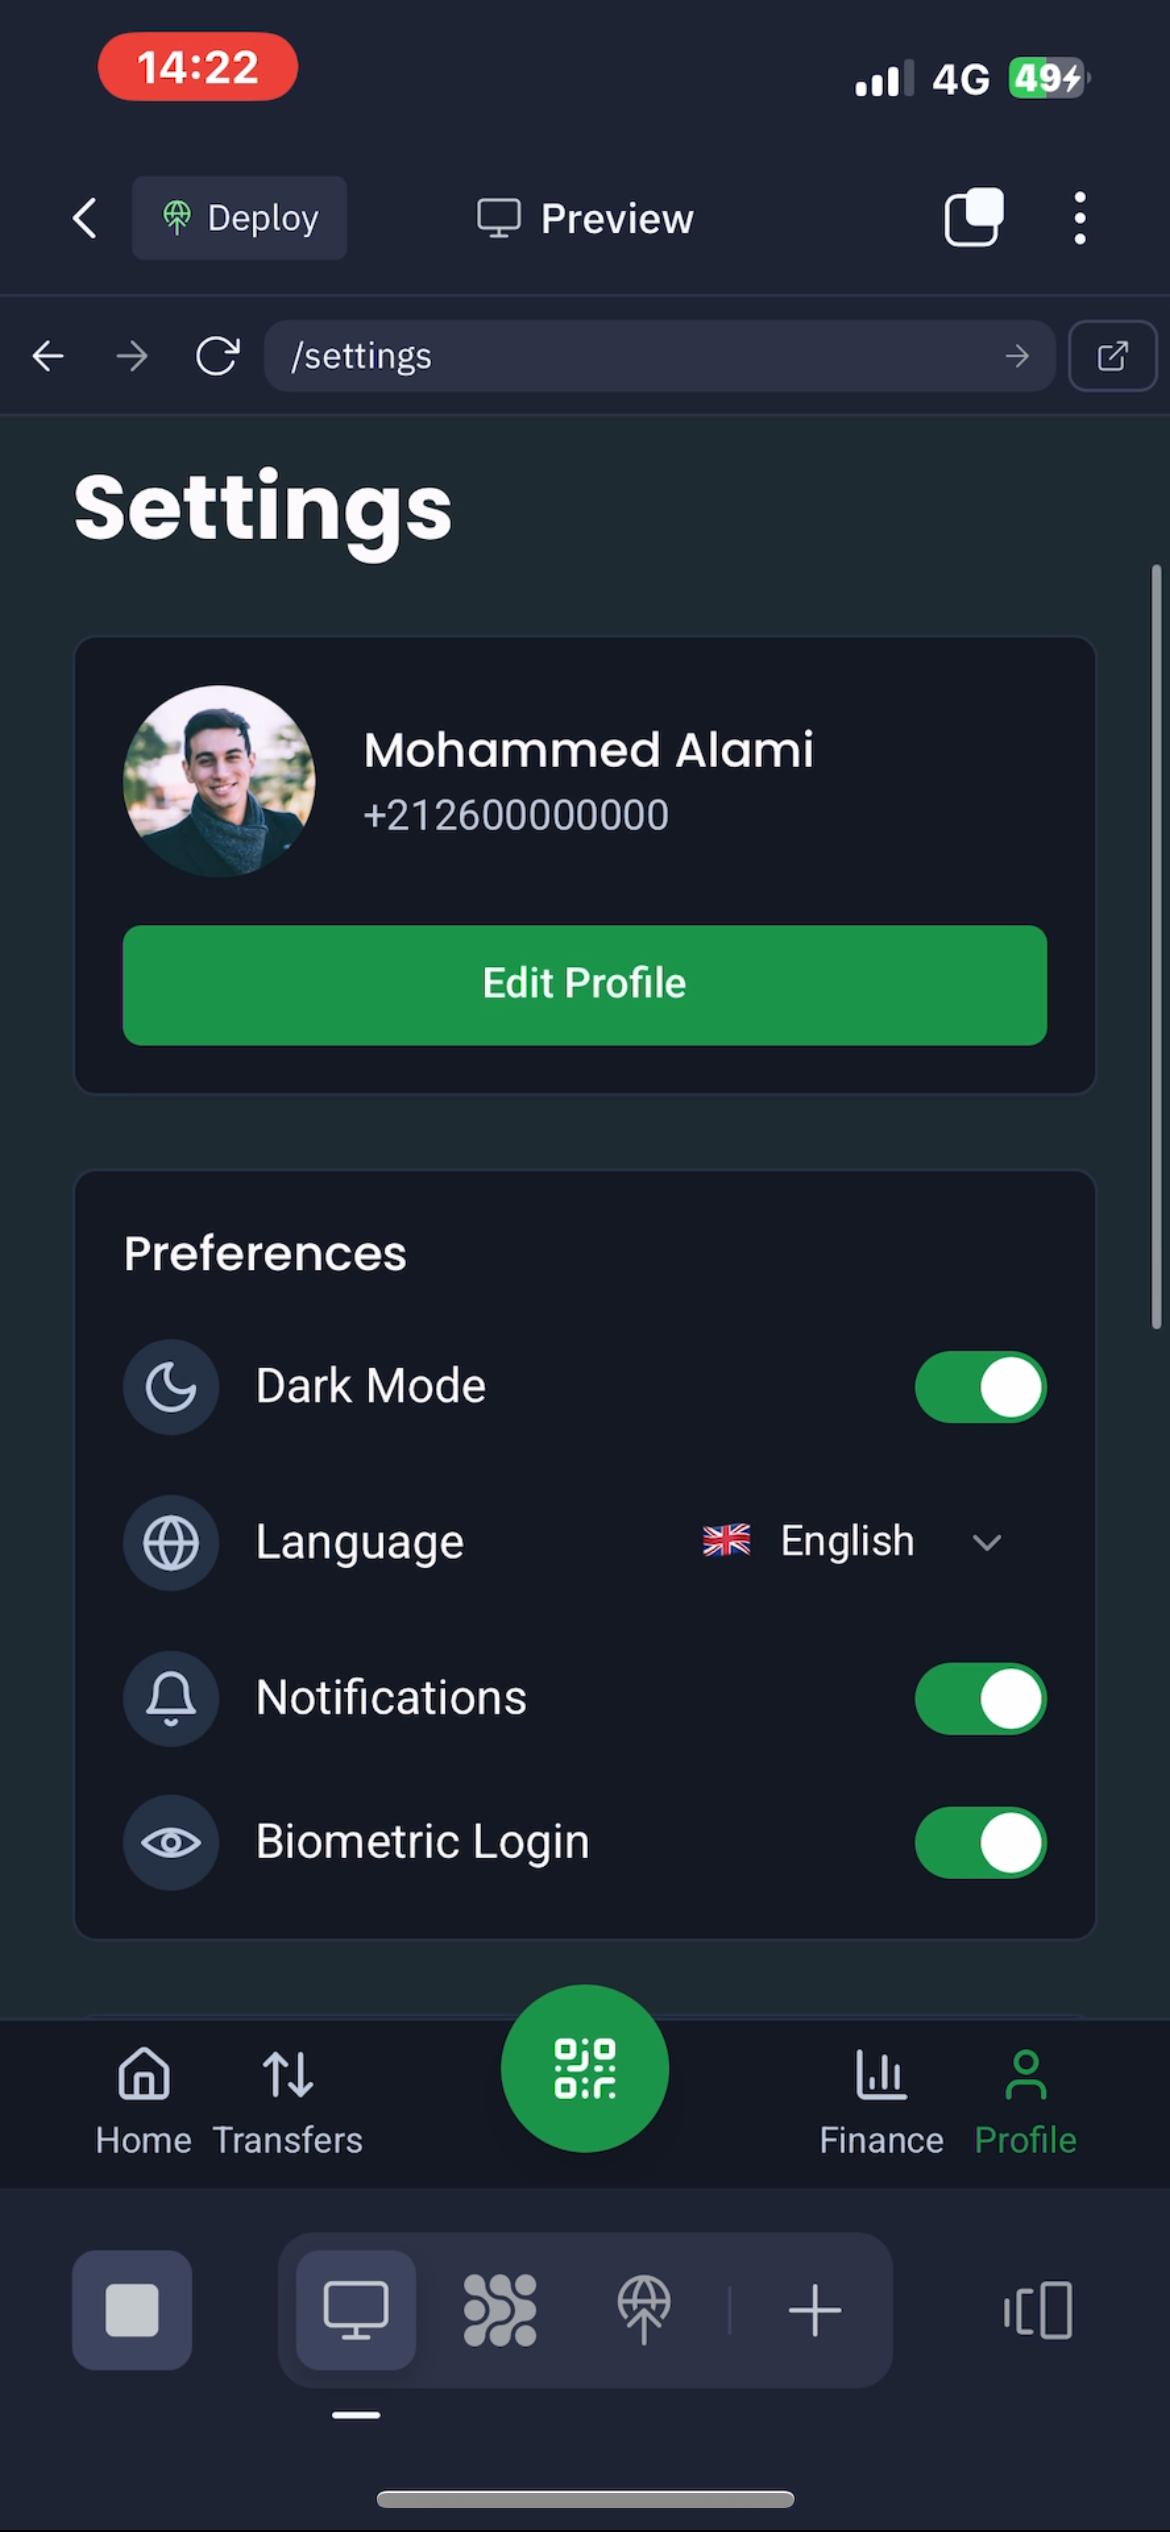 14:22
4G 49
Deploy
Preview
/settings
Settings
Mohammed Alami
+212600000000
Edit Profile
Preferences
Dark Mode
Language
English
Notifications
Biometric Login
Home
Transfers
Finance
Profile